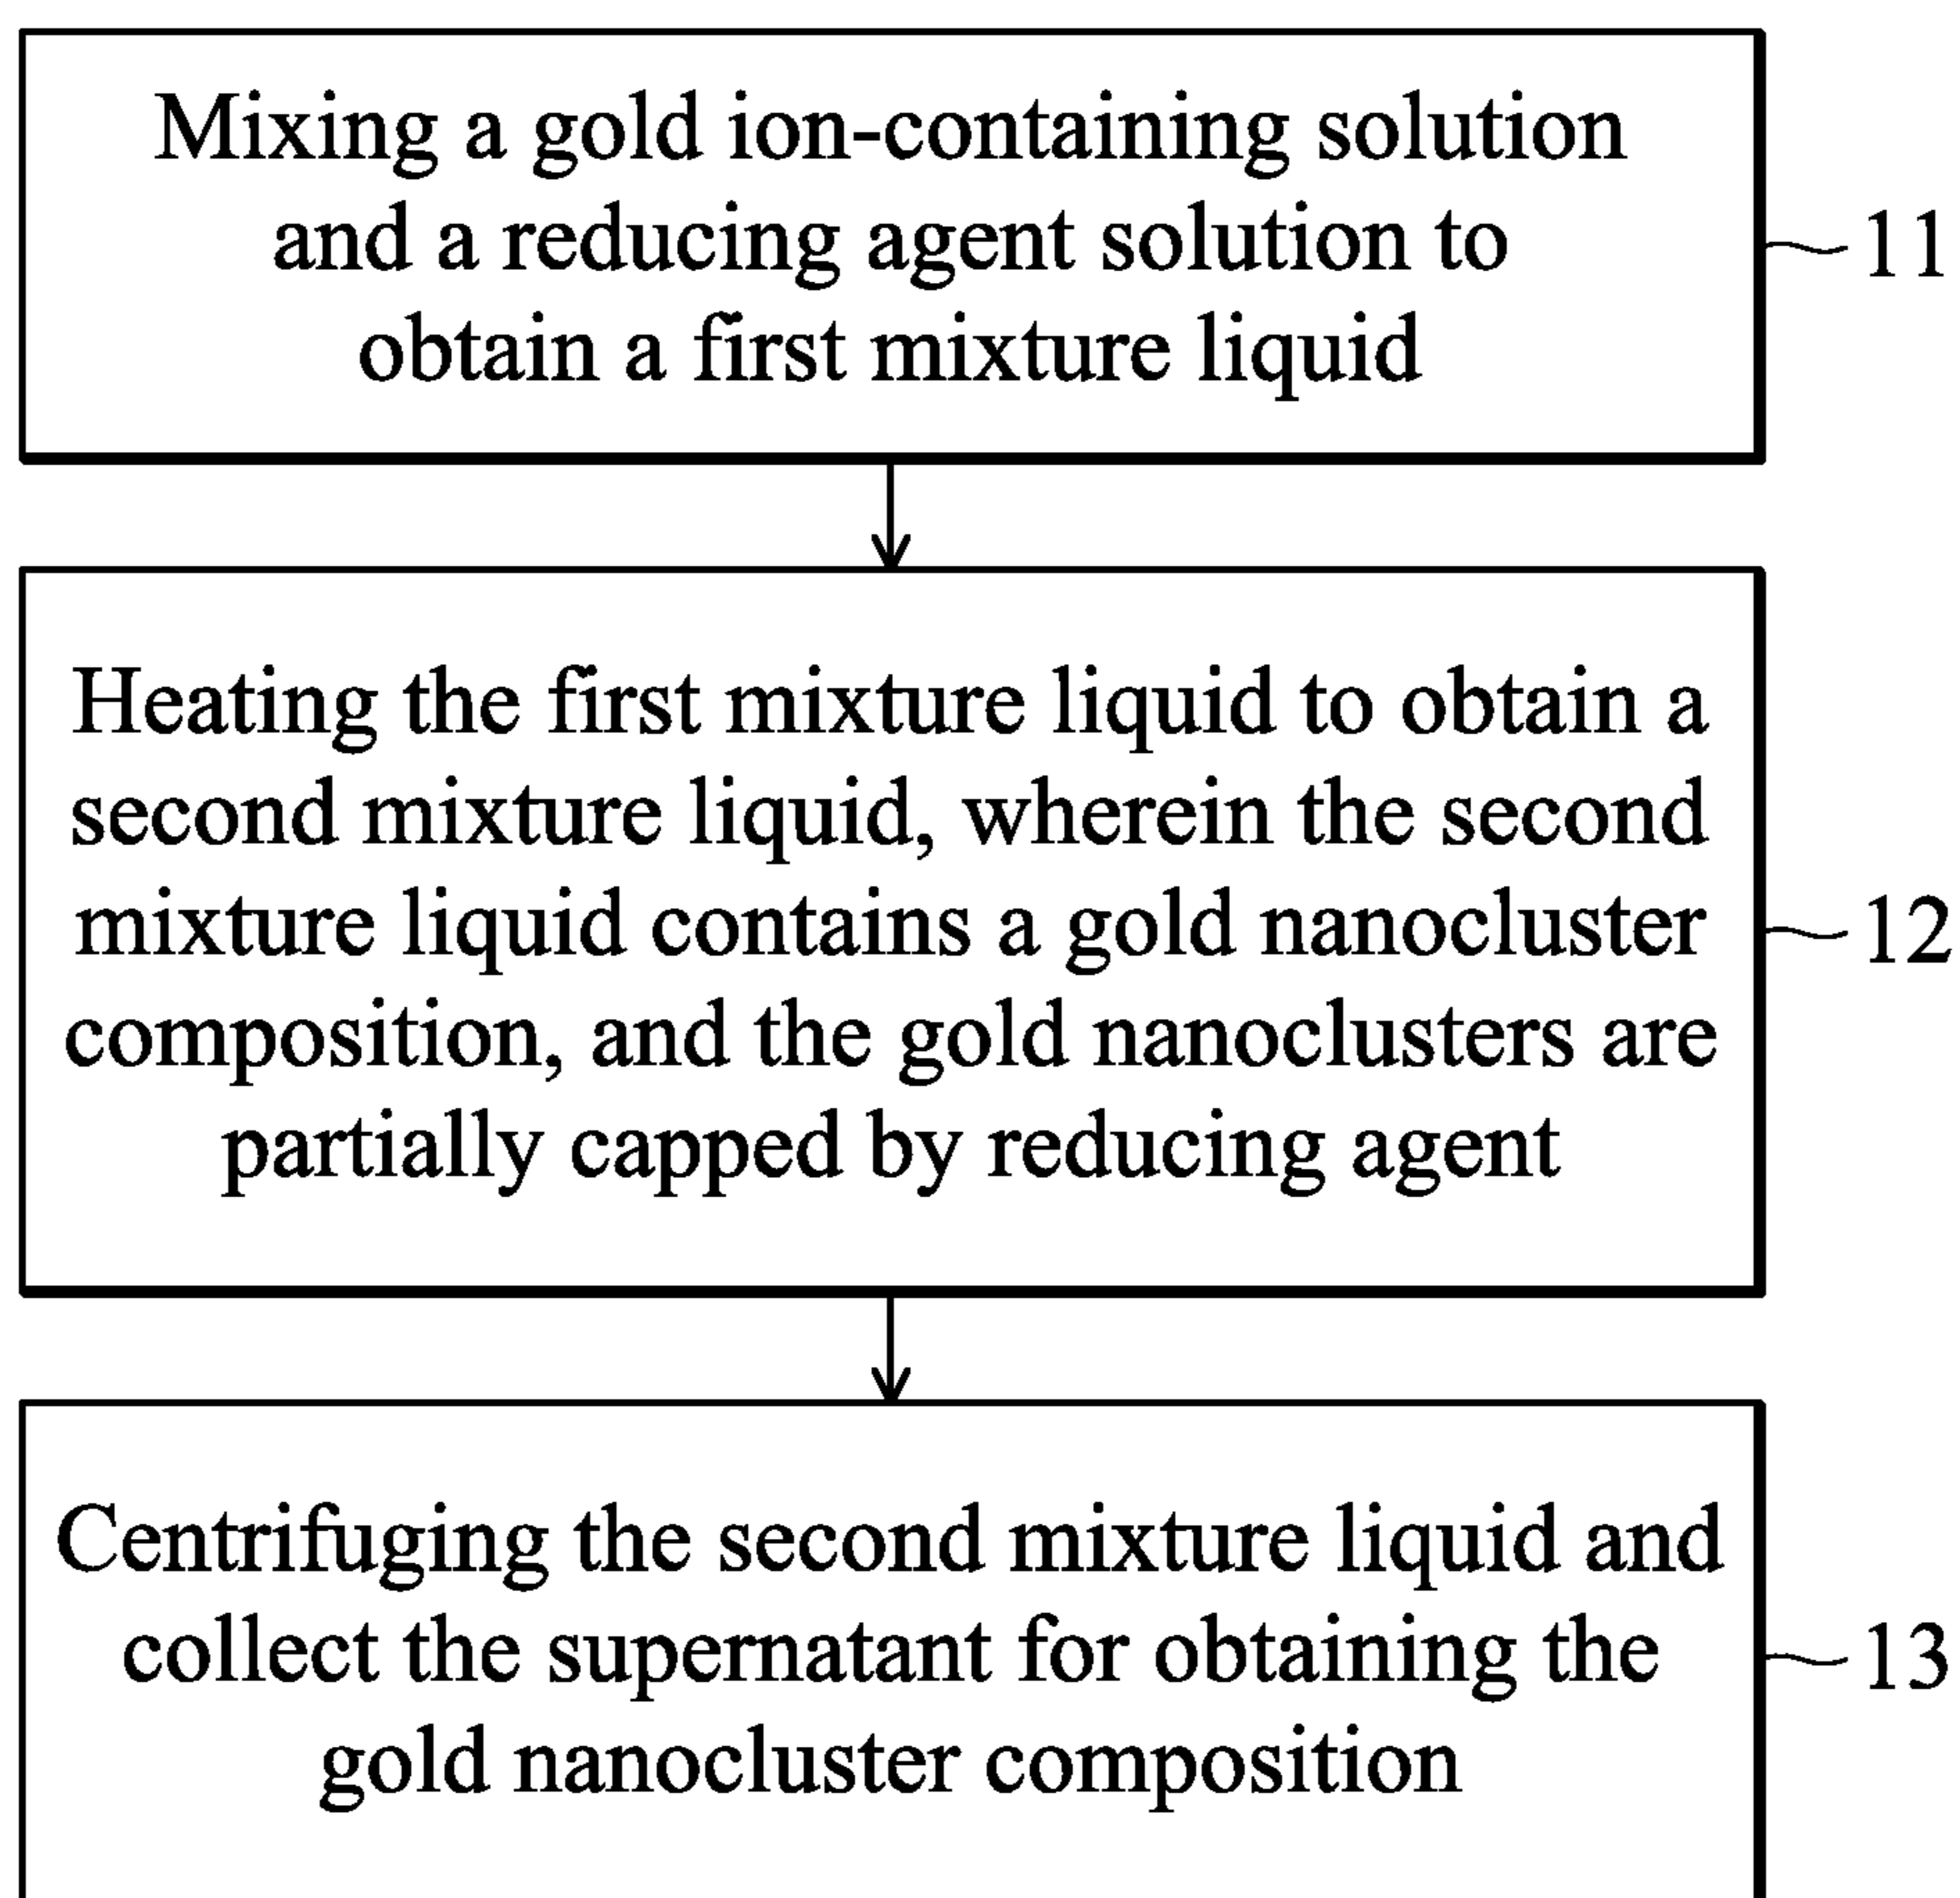 Mixing a gold ion-containing solution
and a reducing agent solution to
obtain a first mixture liquid
11
Heating the first mixture liquid to obtain a
second mixture liquid, wherein the second
mixture liquid contains a gold nanocluster
composition, and the gold nanoclusters are
partially capped by reducing agent
12
Centrifuging the second mixture liquid and
collect the supernatant for obtaining the
gold nanocluster composition
13